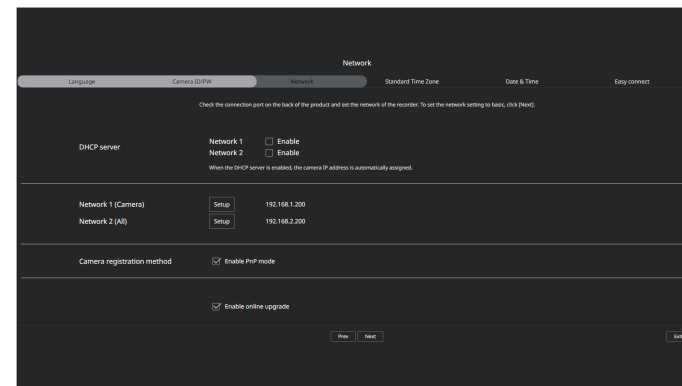 Network
Language Camera ID/PW Network Standard Time Zone Date & Time Easy connect
Check the connection port on the back of the product and set the network of the recorder. To set the network setting to basic, click [Next].
DHCP server
Network 1 Enable
Network 2 Enable
When the DHCP server is enabled, the camera IP address is automatically assigned.
Network 1 (Camera) Setup 192.168.1.200
Network 2 (All) Setup 192.168.2.200
Camera registration method Enable PnP mode
Enable online upgrade
Prev Next Exit